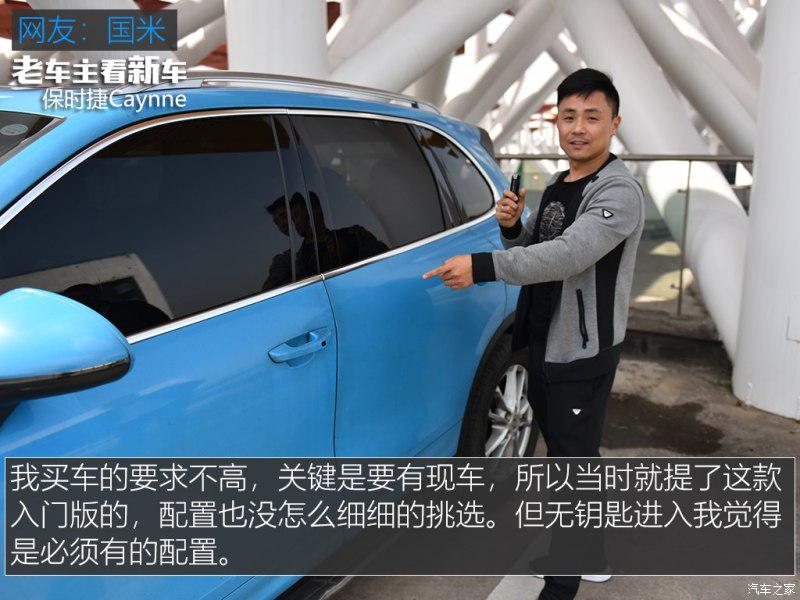 网友：国米
老车主看新车
保时捷Caynne
我买车的要求不高，关键是要有现车，所以当时就提了这款
入门版的，配置也没怎么细细的挑选。但无钥匙进入我觉得
是必须有的配置。
汽车之家